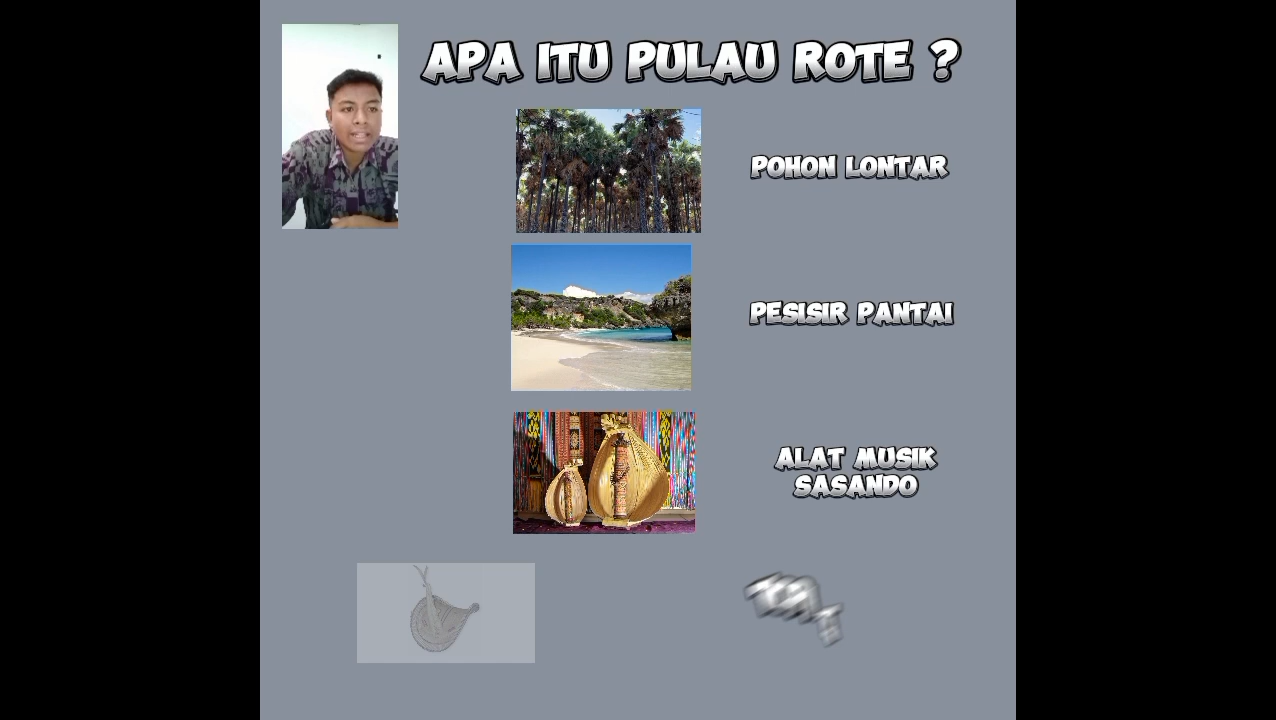 APA ITU PULAU ROTE ?
POHON LONTAR
PESISIR PANTAI
ALAT MUSIK
SASANDO